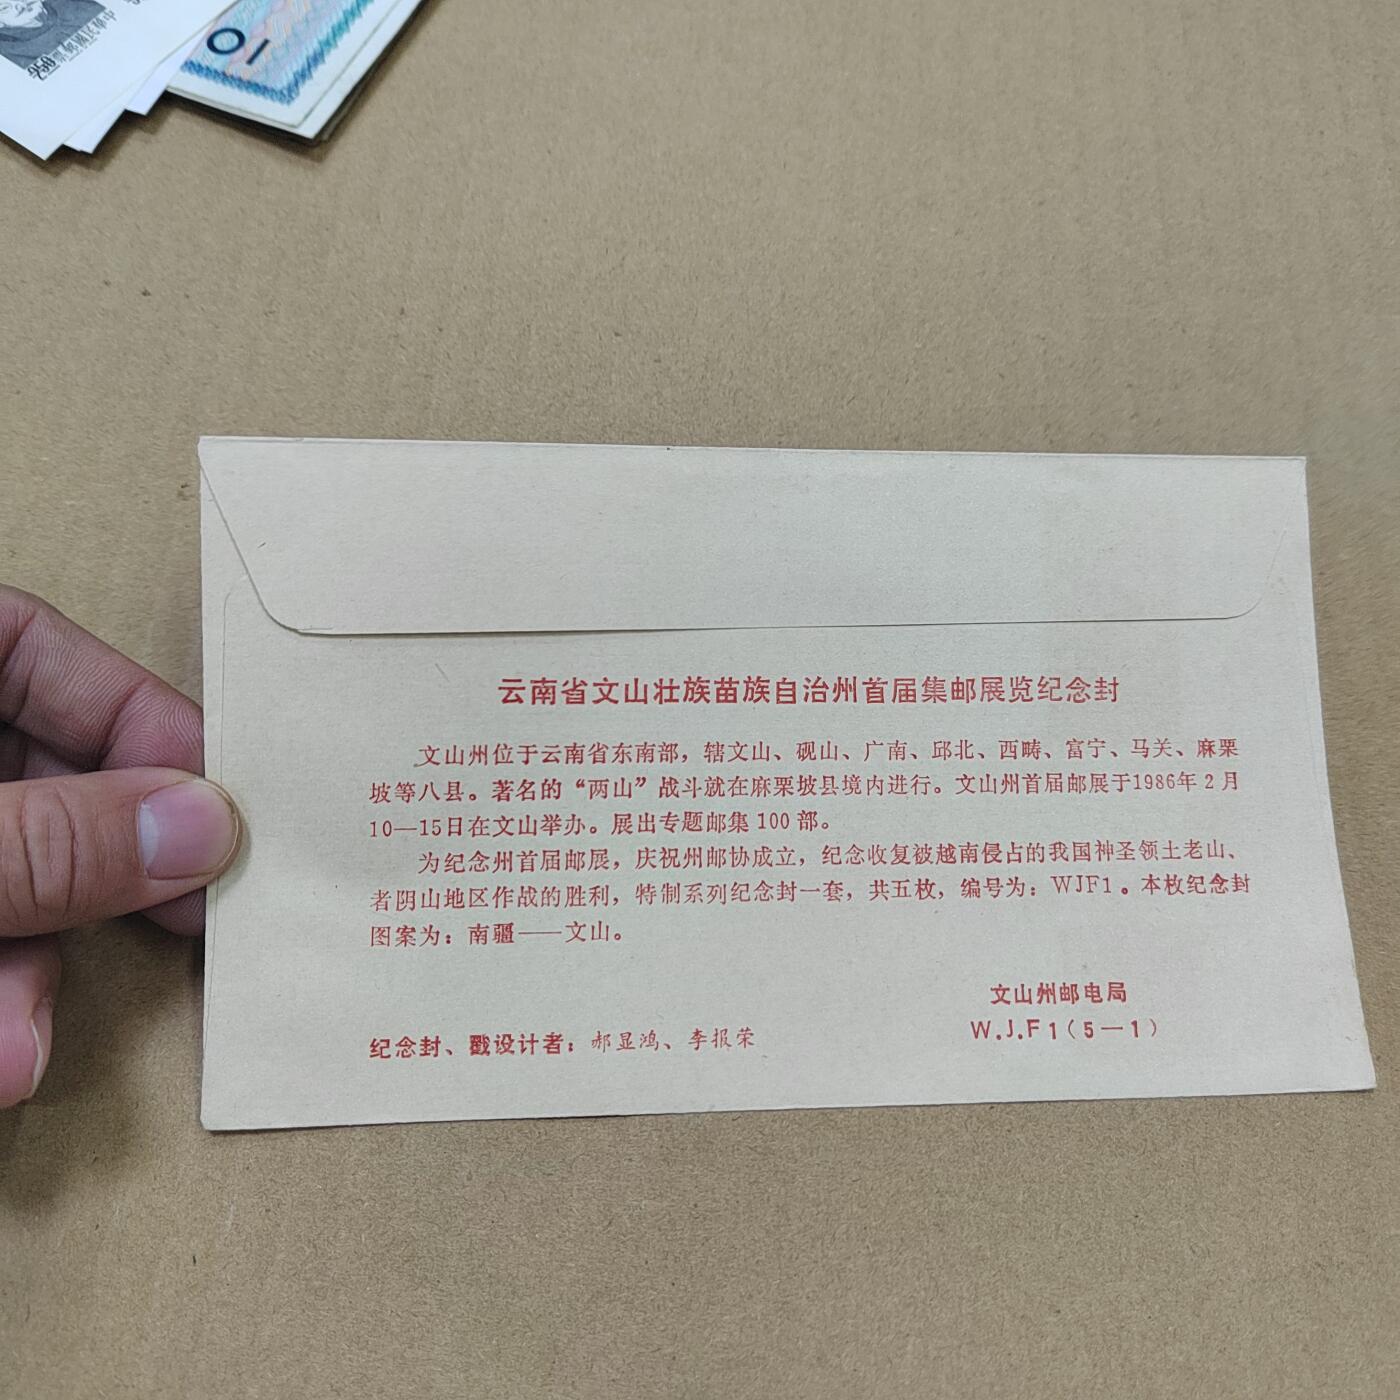 中華民國郵票
250
10
云南省文山壮族苗族自治州首届集邮展览纪念封
文山州位于云南省东南部，辖文山、砚山、广南、邱北、西畴、富宁、马关、麻栗
坡等八县。著名的“两山”战斗就在麻栗坡县境内进行。文山州首届邮展于1986年2月
10—15日在文山举办。展出专题邮集100部。
为纪念州首届邮展，庆祝州邮协成立，纪念收复被越南侵占的我国神圣领土老山、
者阴山地区作战的胜利，特制系列纪念封一套，共五枚，编号为：WJF1。本枚纪念封
图案为：南疆——文山。
文山州邮电局
W.J.F1(5—1)
纪念封、戳设计者：郝显鸿、李报荣